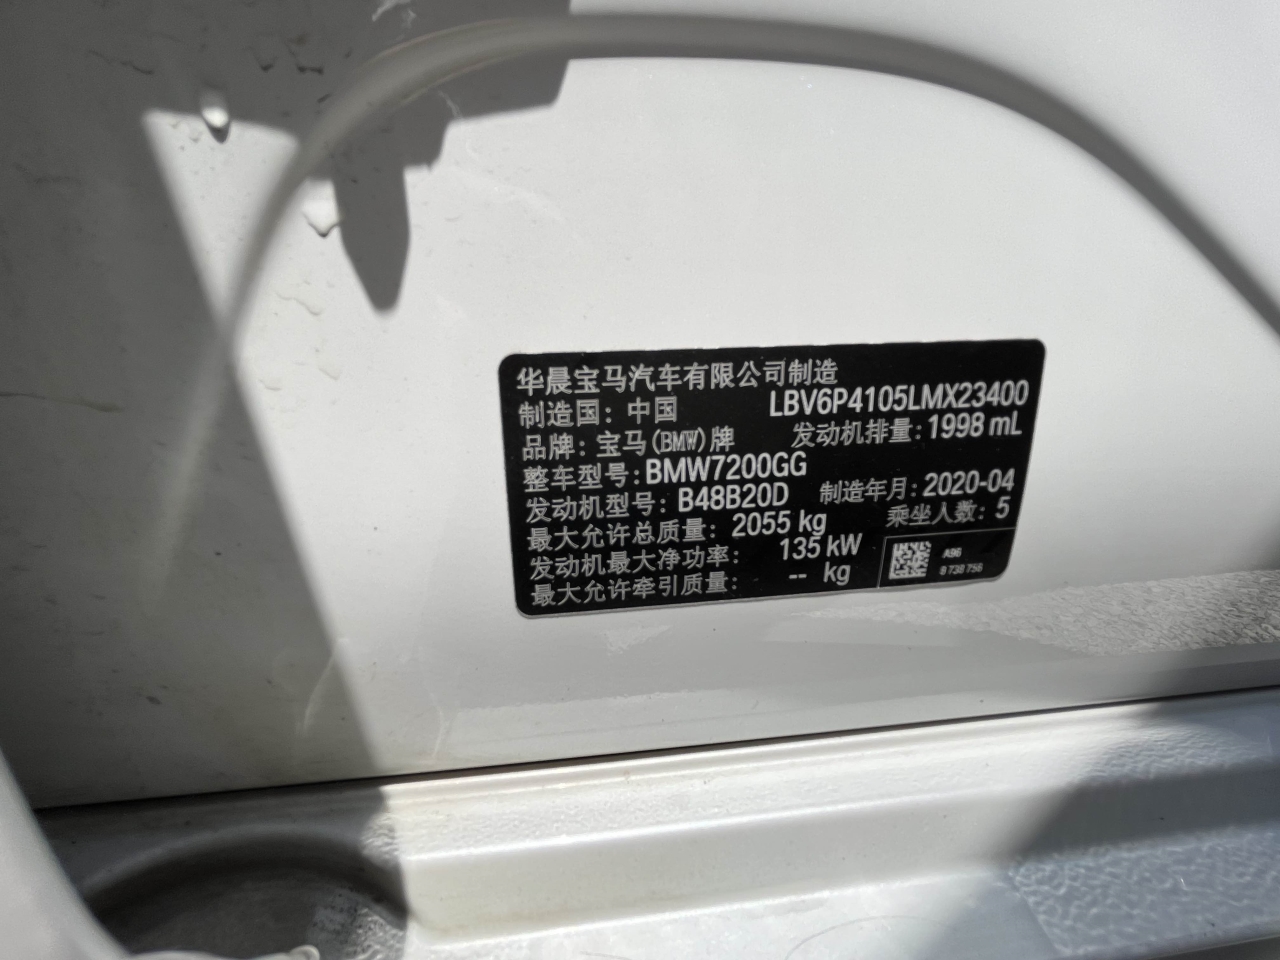 华晨宝马汽车有限公司制造
制造国: 中国 LBV6P4105LMX23400
品牌: 宝马(BMW)牌 发动机排量: 1998 mL
整车型号: BMW7200GG
发动机型号: B48B20D 制造年月: 2020-04
最大允许总质量: 2055 kg 乘坐人数: 5
发动机最大净功率: 135 kW
最大允许牵引质量: -- kg
A96
8 738 756